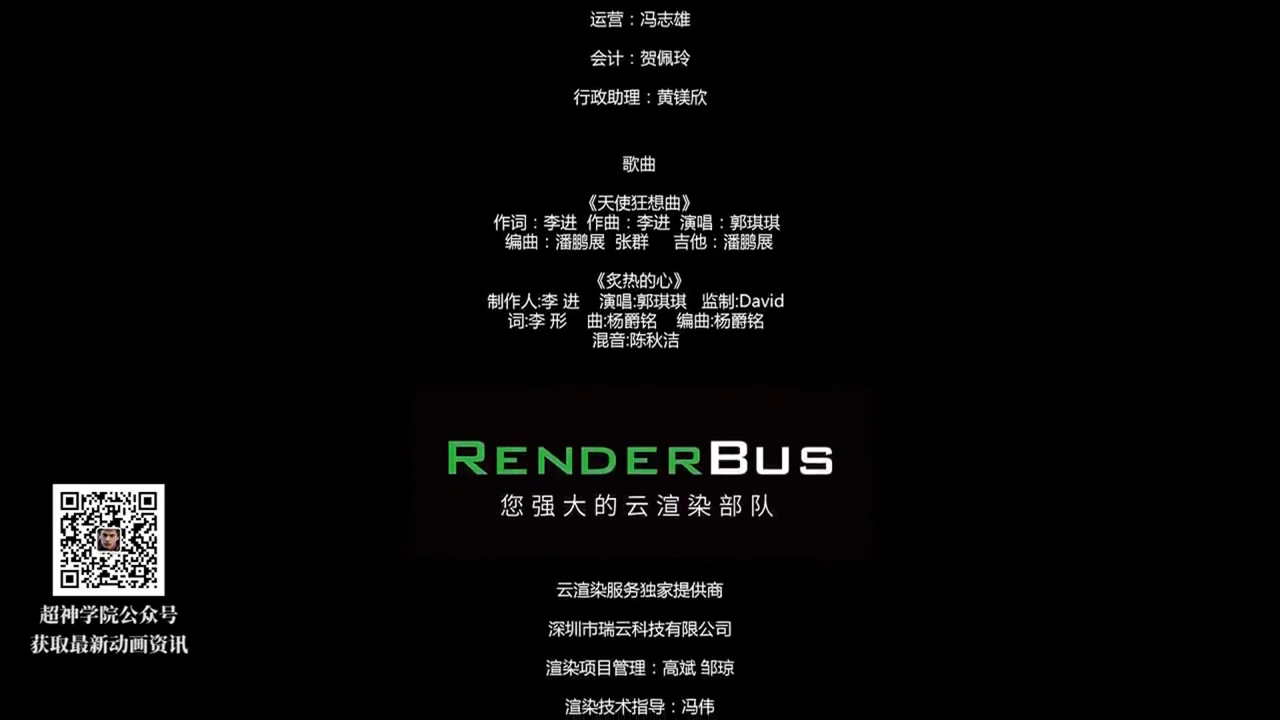 运营：冯志雄
会计：贺佩玲
行政助理：黄镁欣
歌曲
《天使狂想曲》
作词：李进 作曲：李进 演唱：郭琪琪
编曲：潘鹏展 张群 吉他：潘鹏展
《炙热的心》
制作人:李 进 演唱:郭琪琪 监制:David
词:李 形 曲:杨爵铭 编曲:杨爵铭
混音:陈秋洁
RENDERBUS
您强大的云渲染部队
云渲染服务独家提供商
深圳市瑞云科技有限公司
渲染项目管理：高斌 邹琼
渲染技术指导：冯伟
超神学院公众号
获取最新动画资讯